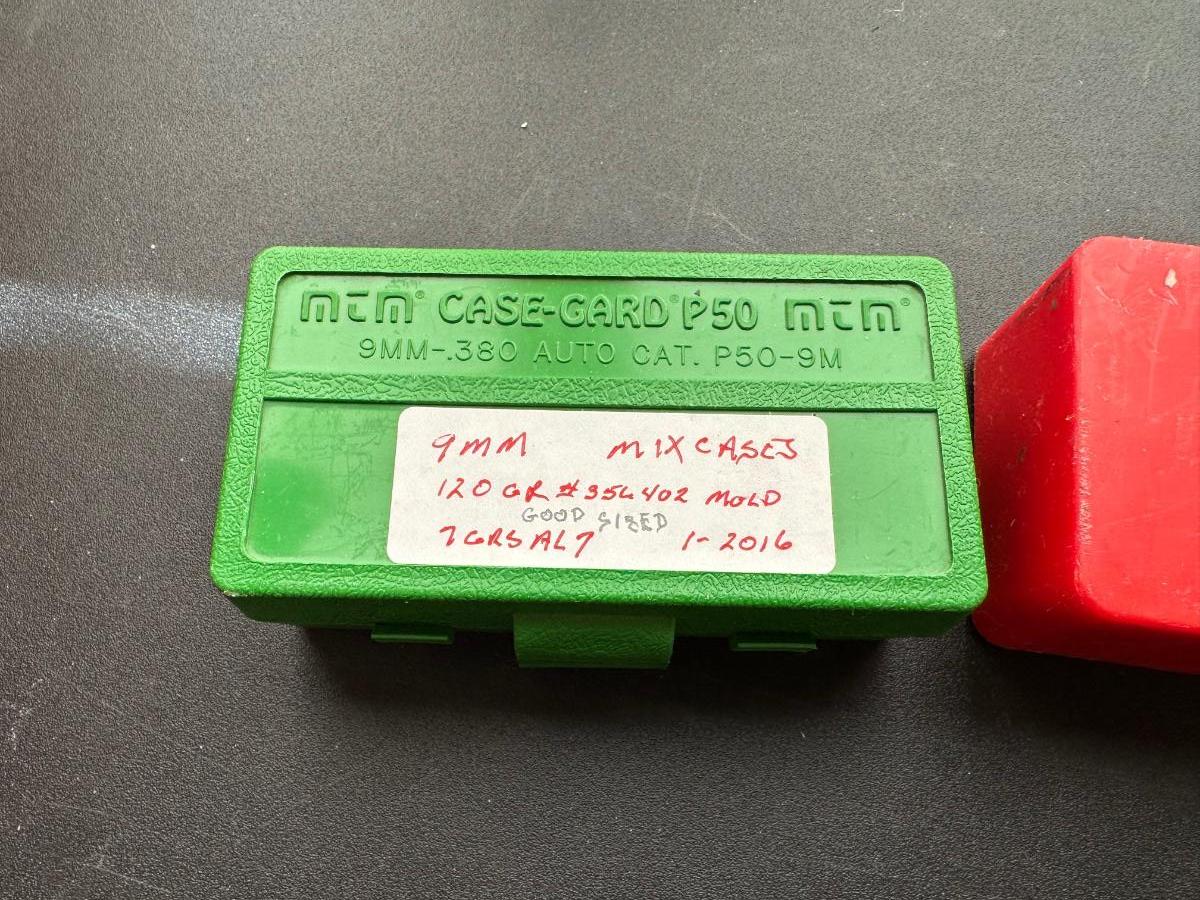 mTm® CASE-GARD® P50 mTm®
9MM-.380 AUTO CAT. P50-9M
9MM MIX CASES
120 GR #356402 MOLD
GOOD SIZED
7 GRS AL7 1-2016